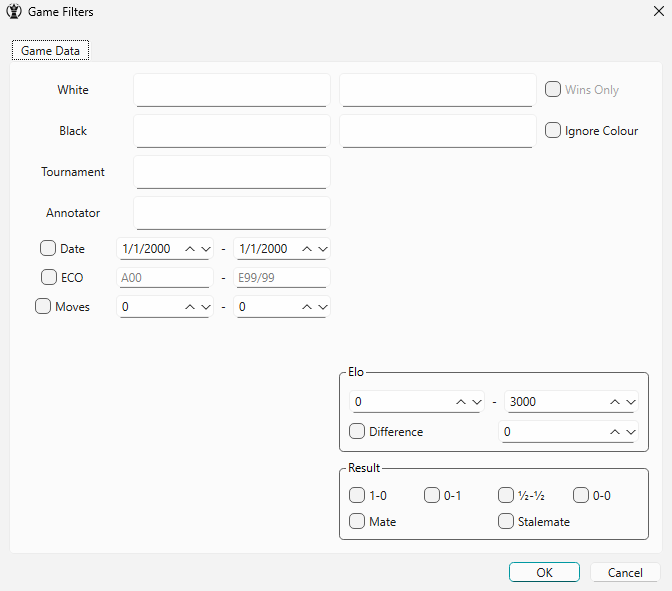 Game Filters
Game Data
White
Wins Only
Black
Ignore Colour
Tournament
Annotator
Date 1/1/2000 - 1/1/2000
ECO A00 - E99/99
Moves 0 - 0
Elo
0 - 3000
Difference 0
Result
1-0 0-1 ½-½ 0-0
Mate Stalemate
OK Cancel